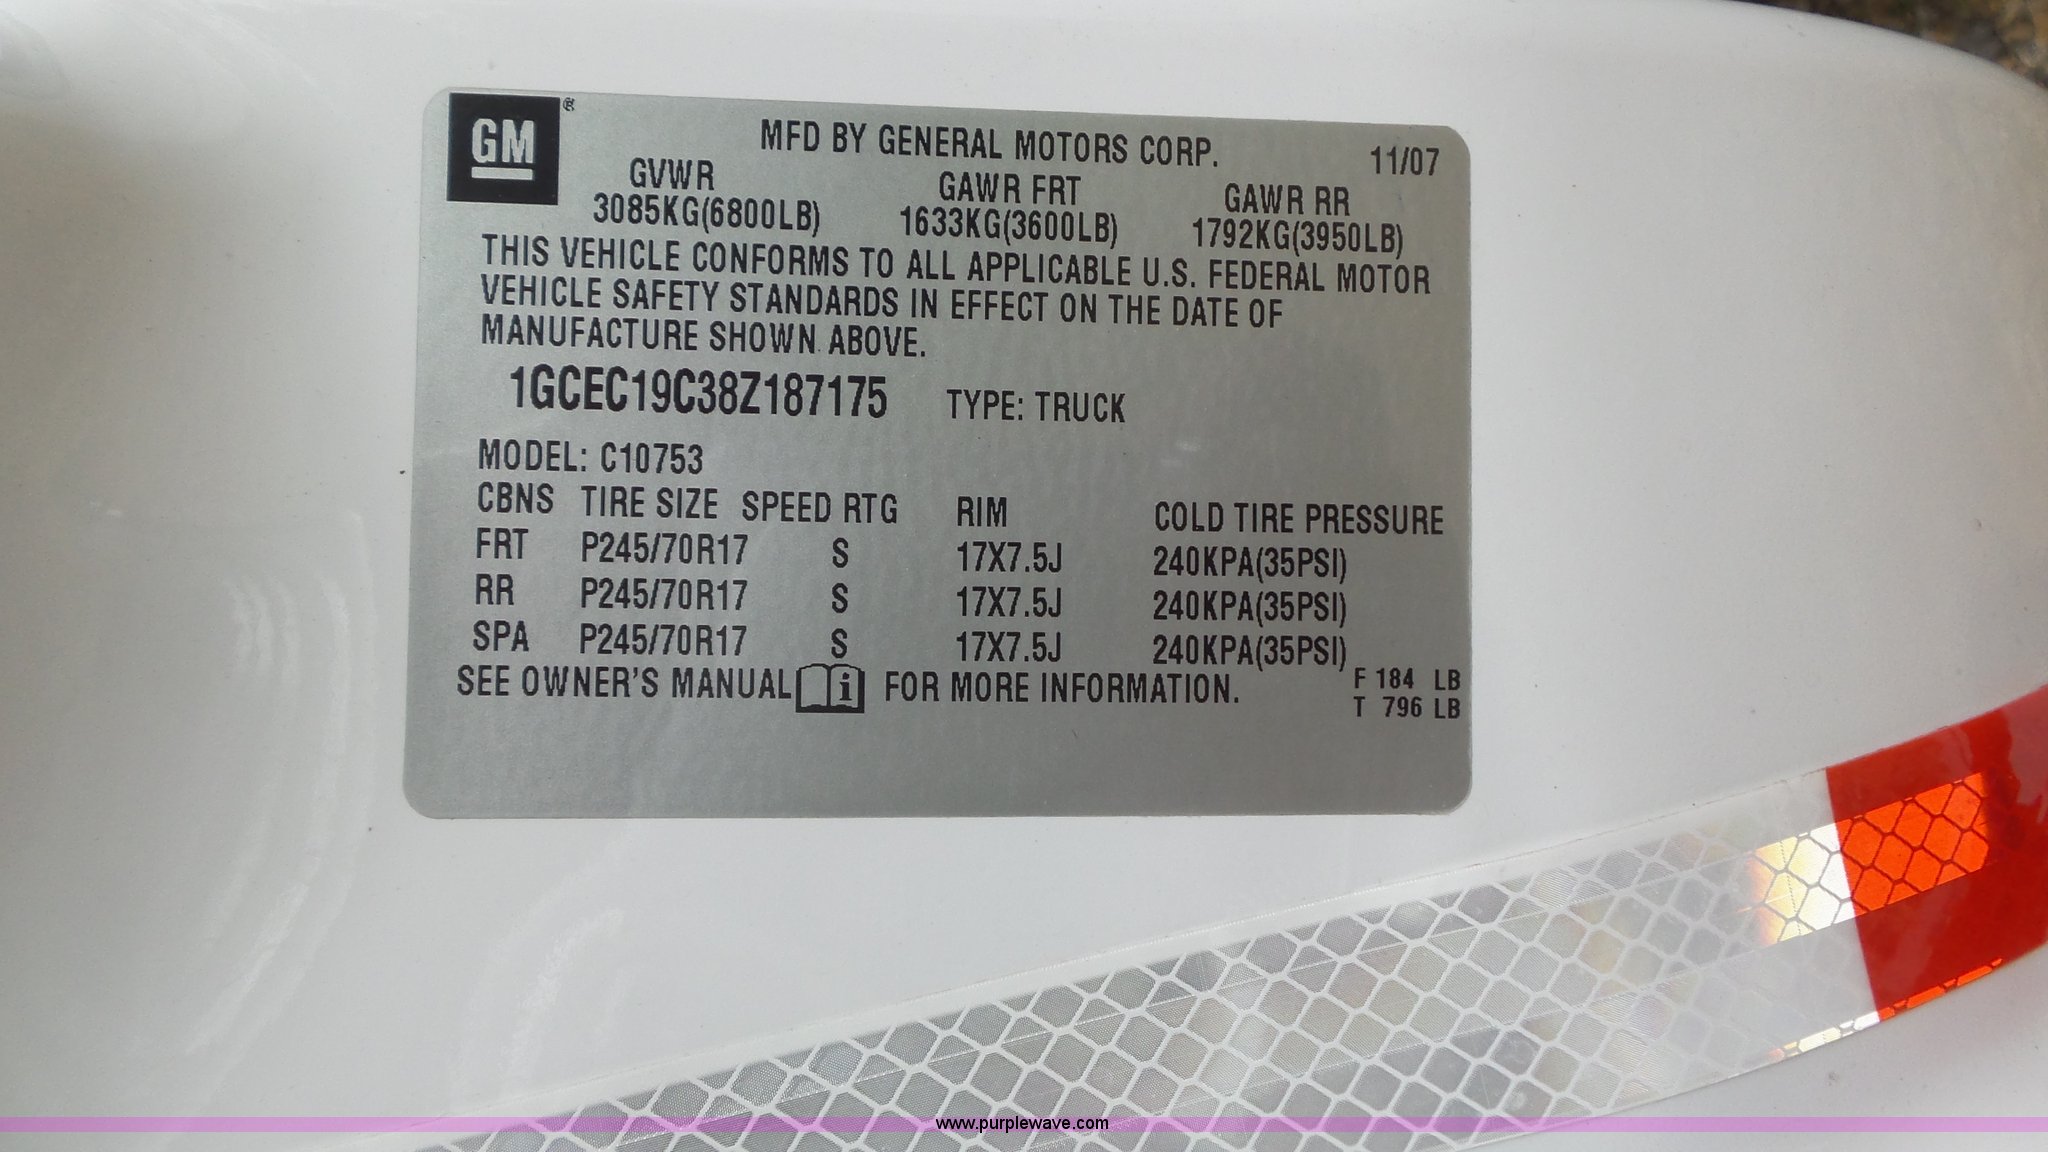 GM ®
MFD BY GENERAL MOTORS CORP. 11/07
GVWR GAWR FRT GAWR RR
3085KG(6800LB) 1633KG(3600LB) 1792KG(3950LB)
THIS VEHICLE CONFORMS TO ALL APPLICABLE U.S. FEDERAL MOTOR
VEHICLE SAFETY STANDARDS IN EFFECT ON THE DATE OF
MANUFACTURE SHOWN ABOVE.
1GCEC19C38Z187175 TYPE: TRUCK
MODEL: C10753
CBNS TIRE SIZE SPEED RTG RIM COLD TIRE PRESSURE
FRT P245/70R17 S 17X7.5J 240KPA(35PSI)
RR P245/70R17 S 17X7.5J 240KPA(35PSI)
SPA P245/70R17 S 17X7.5J 240KPA(35PSI)
SEE OWNER'S MANUAL i FOR MORE INFORMATION. F 184 LB
T 796 LB
www.purplewave.com